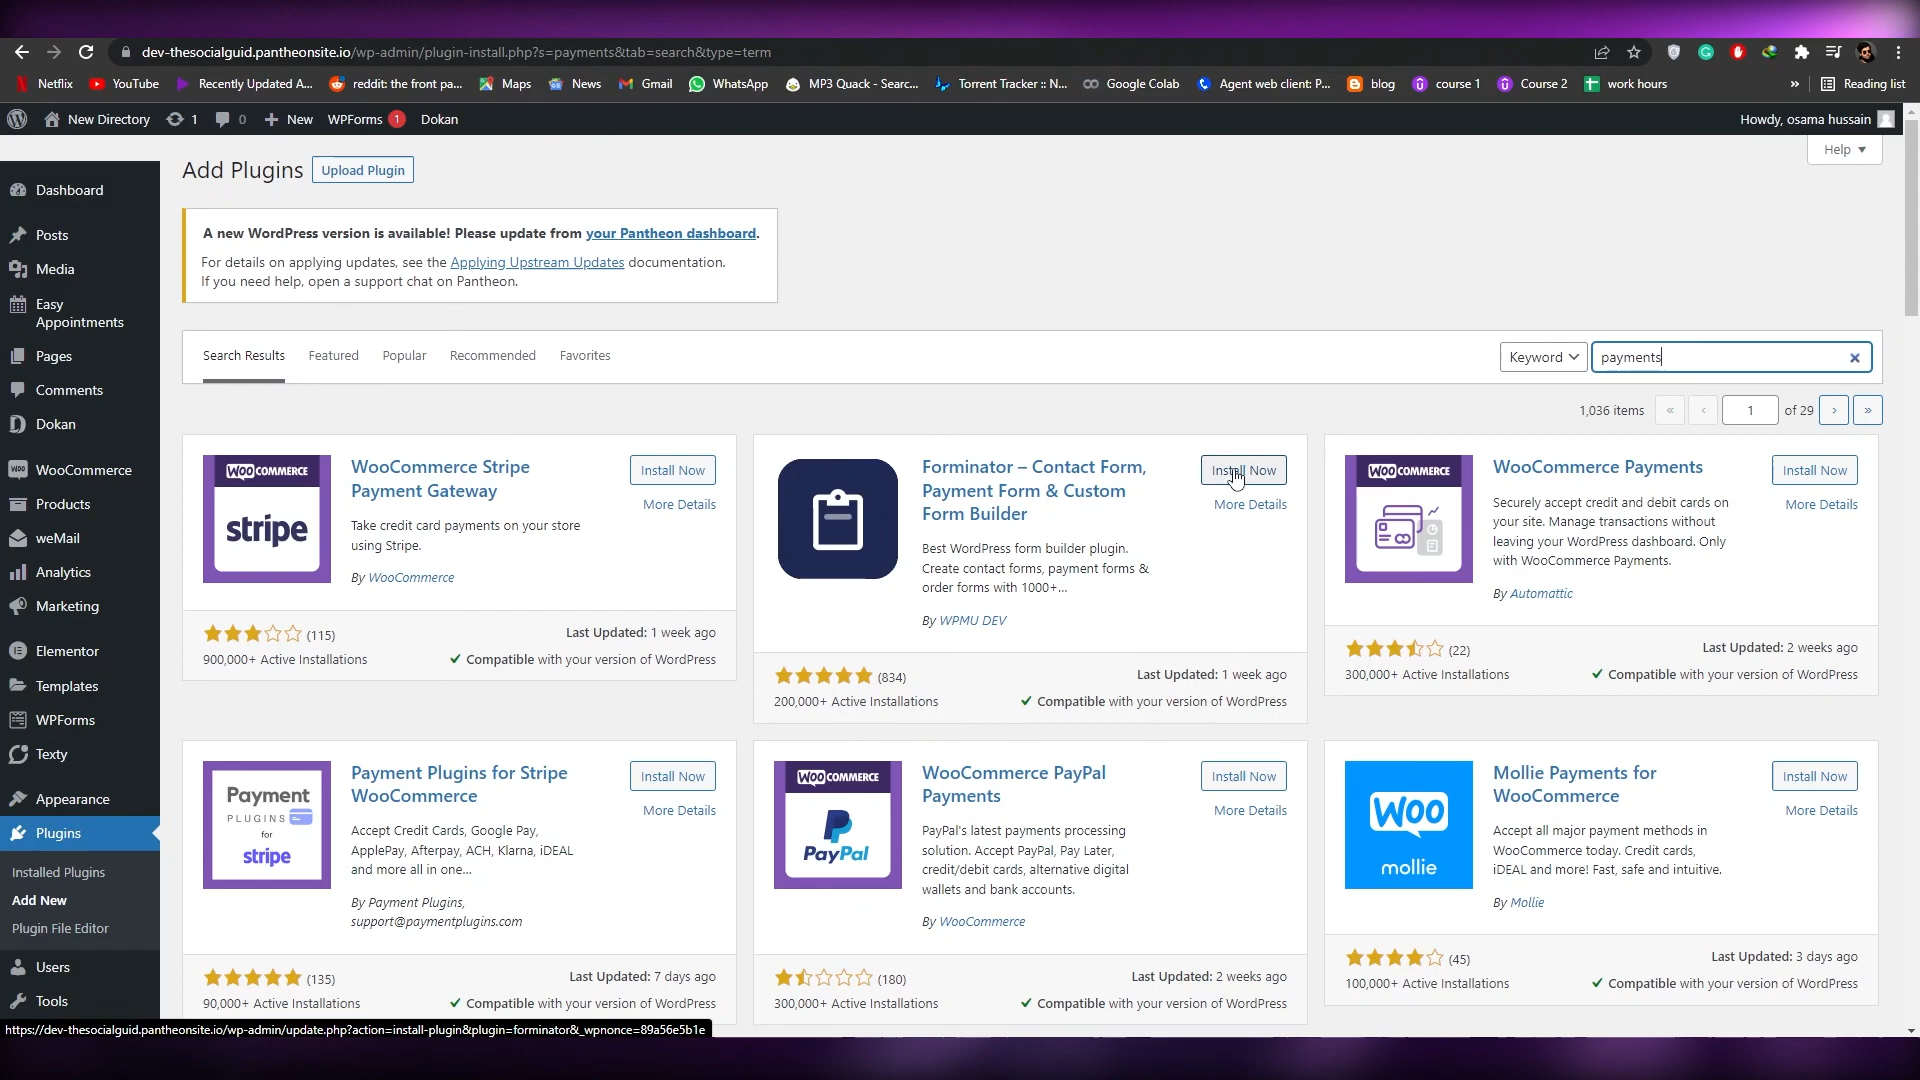 dev-thesocialguid.pantheonsite.io/wp-admin/plugin-install.php?s=payments&tab=search&type=term
Netflix YouTube Recently Updated A... reddit: the front pa... Maps News Gmail WhatsApp MP3 Quack - Searc... Torrent Tracker :: N... Google Colab Agent web client: P... blog course 1 Course 2 work hours » Reading list
New Directory 1 0 New WPForms 1 Dokan Howdy, osama hussain
Help
Add Plugins Upload Plugin
Dashboard
Posts
Media
Easy
Appointments
Pages
Comments
Dokan
WooCommerce
Products
weMail
Analytics
Marketing
Elementor
Templates
WPForms
Texty
Appearance
Plugins
Installed Plugins
Add New
Plugin File Editor
Users
Tools
A new WordPress version is available! Please update from your Pantheon dashboard.
For details on applying updates, see the Applying Upstream Updates documentation.
If you need help, open a support chat on Pantheon.
Search Results Featured Popular Recommended Favorites Keyword payments
1,036 items « ‹ 1 of 29 › »
WOO COMMERCE
stripe
WooCommerce Stripe
Payment Gateway
Install Now
More Details
Take credit card payments on your store
using Stripe.
By WooCommerce
(115)
Last Updated: 1 week ago
900,000+ Active Installations
Compatible with your version of WordPress
Forminator – Contact Form,
Payment Form & Custom
Form Builder
Install Now
More Details
Best WordPress form builder plugin.
Create contact forms, payment forms &
order forms with 1000+...
By WPMU DEV
(834)
Last Updated: 1 week ago
200,000+ Active Installations
Compatible with your version of WordPress
WOO COMMERCE
WooCommerce Payments
Install Now
More Details
Securely accept credit and debit cards on
your site. Manage transactions without
leaving your WordPress dashboard. Only
with WooCommerce Payments.
By Automattic
(22)
Last Updated: 2 weeks ago
300,000+ Active Installations
Compatible with your version of WordPress
Payment
PLUGINS
for
stripe
Payment Plugins for Stripe
WooCommerce
Install Now
More Details
Accept Credit Cards, Google Pay,
ApplePay, Afterpay, ACH, Klarna, iDEAL
and more all in one...
By Payment Plugins,
support@paymentplugins.com
(135)
Last Updated: 7 days ago
90,000+ Active Installations
Compatible with your version of WordPress
WOO COMMERCE
PayPal
WooCommerce PayPal
Payments
Install Now
More Details
PayPal's latest payments processing
solution. Accept PayPal, Pay Later,
credit/debit cards, alternative digital
wallets and bank accounts.
By WooCommerce
(180)
Last Updated: 2 weeks ago
300,000+ Active Installations
Compatible with your version of WordPress
WOO
mollie
Mollie Payments for
WooCommerce
Install Now
More Details
Accept all major payment methods in
WooCommerce today. Credit cards,
iDEAL and more! Fast, safe and intuitive.
By Mollie
(45)
Last Updated: 3 days ago
100,000+ Active Installations
Compatible with your version of WordPress
https://dev-thesocialguid.pantheonsite.io/wp-admin/update.php?action=install-plugin&plugin=forminator&_wpnonce=89a56e5b1e